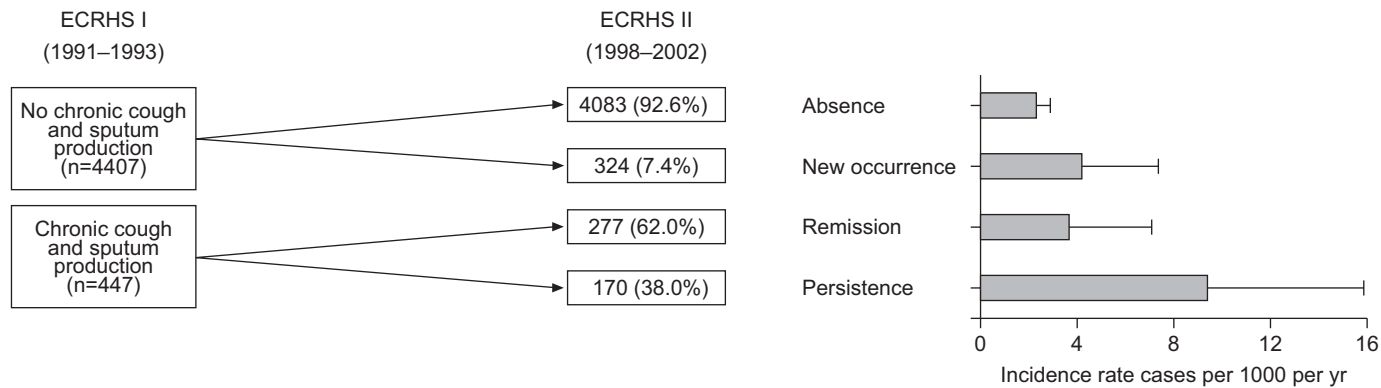 ECRHS I
(1991–1993)
ECRHS II
(1998–2002)
No chronic cough
and sputum
production
(n=4407)
4083 (92.6%)
Absence
324 (7.4%)
New occurrence
Chronic cough
and sputum
production
(n=447)
277 (62.0%)
Remission
170 (38.0%)
Persistence
0 4 8 12 16
Incidence rate cases per 1000 per yr